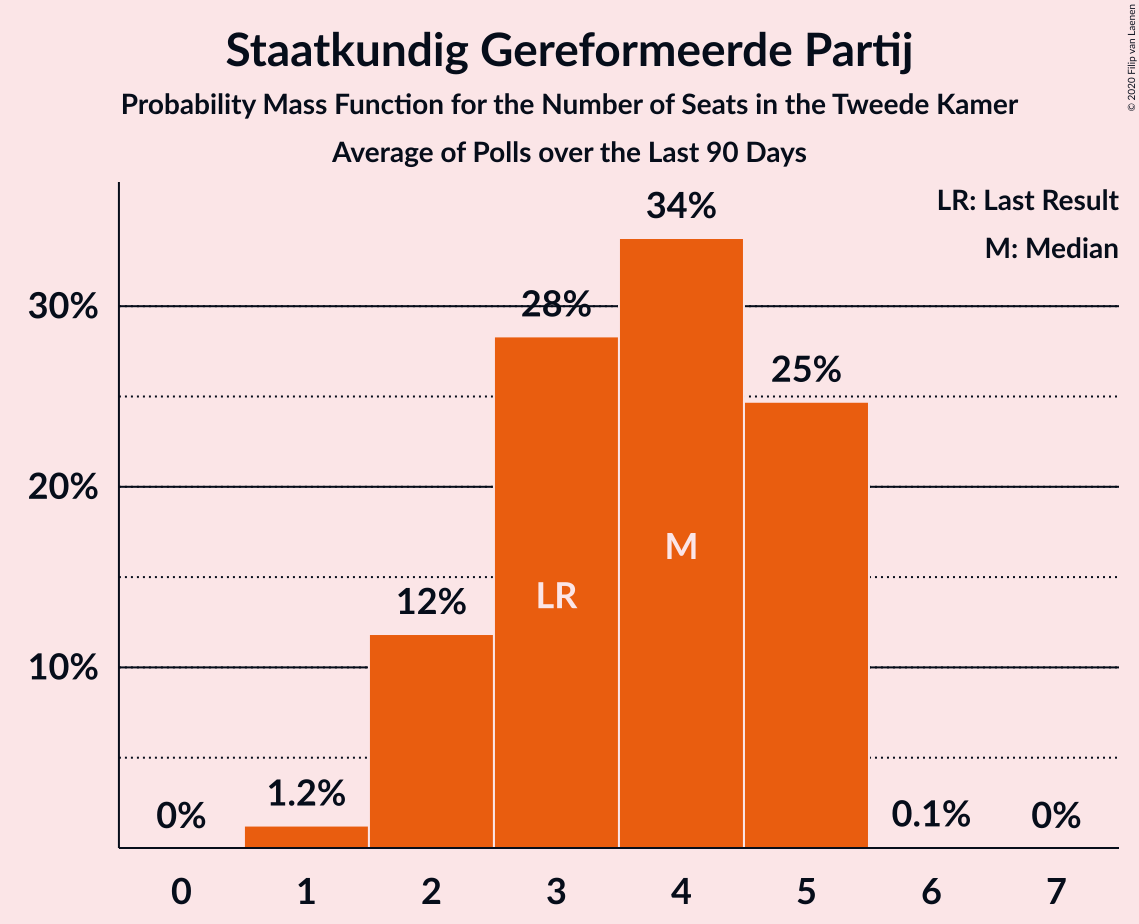 Staatkundig Gereformeerde Partij
Probability Mass Function for the Number of Seats in the Tweede Kamer
Average of Polls over the Last 90 Days
© 2020 Filip van Laenen
LR: Last Result
M: Median
34%
30%
28%
25%
20%
M
LR
12%
10%
1.2%
0%
0.1%
0%
0 1 2 3 4 5 6 7